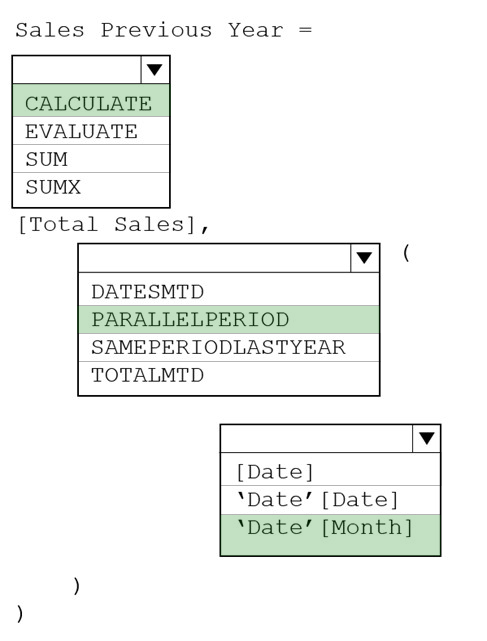 Sales Previous Year =
CALCULATE
EVALUATE
SUM
SUMX
[Total Sales],
(
DATESMTD
PARALLELPERIOD
SAMEPERIODLASTYEAR
TOTALMTD
[Date]
‘Date’[Date]
‘Date’[Month]
)
)